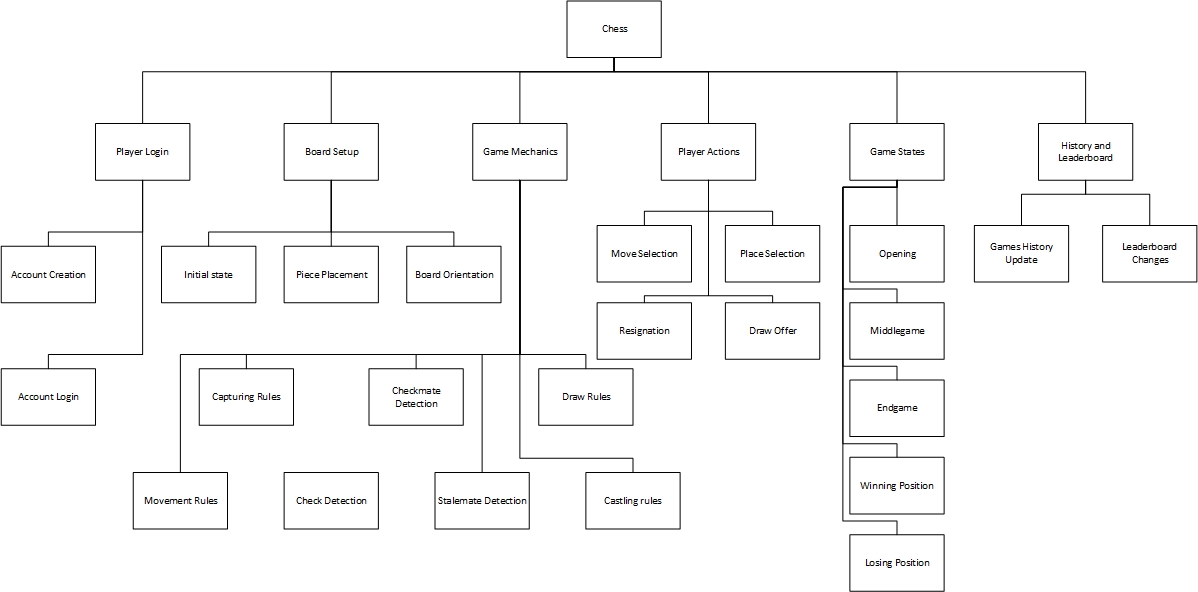 Chess
Player Login
Board Setup
Game Mechanics
Player Actions
Game States
History and
Leaderboard
Account Creation
Initial state
Piece Placement
Board Orientation
Move Selection
Place Selection
Opening
Games History
Update
Leaderboard
Changes
Resignation
Draw Offer
Middlegame
Account Login
Capturing Rules
Checkmate
Detection
Draw Rules
Endgame
Movement Rules
Check Detection
Stalemate Detection
Castling rules
Winning Position
Losing Position